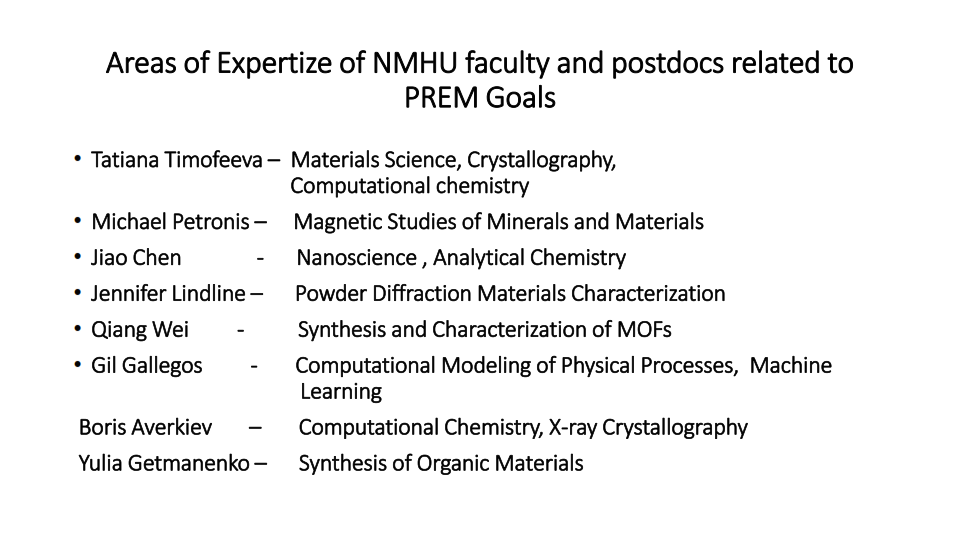 Areas of Expertize of NMHU faculty and postdocs related to
PREM Goals
• Tatiana Timofeeva – Materials Science, Crystallography,
Computational chemistry
• Michael Petronis – Magnetic Studies of Minerals and Materials
• Jiao Chen - Nanoscience , Analytical Chemistry
• Jennifer Lindline – Powder Diffraction Materials Characterization
• Qiang Wei - Synthesis and Characterization of MOFs
• Gil Gallegos - Computational Modeling of Physical Processes, Machine
Learning
Boris Averkiev – Computational Chemistry, X-ray Crystallography
Yulia Getmanenko – Synthesis of Organic Materials